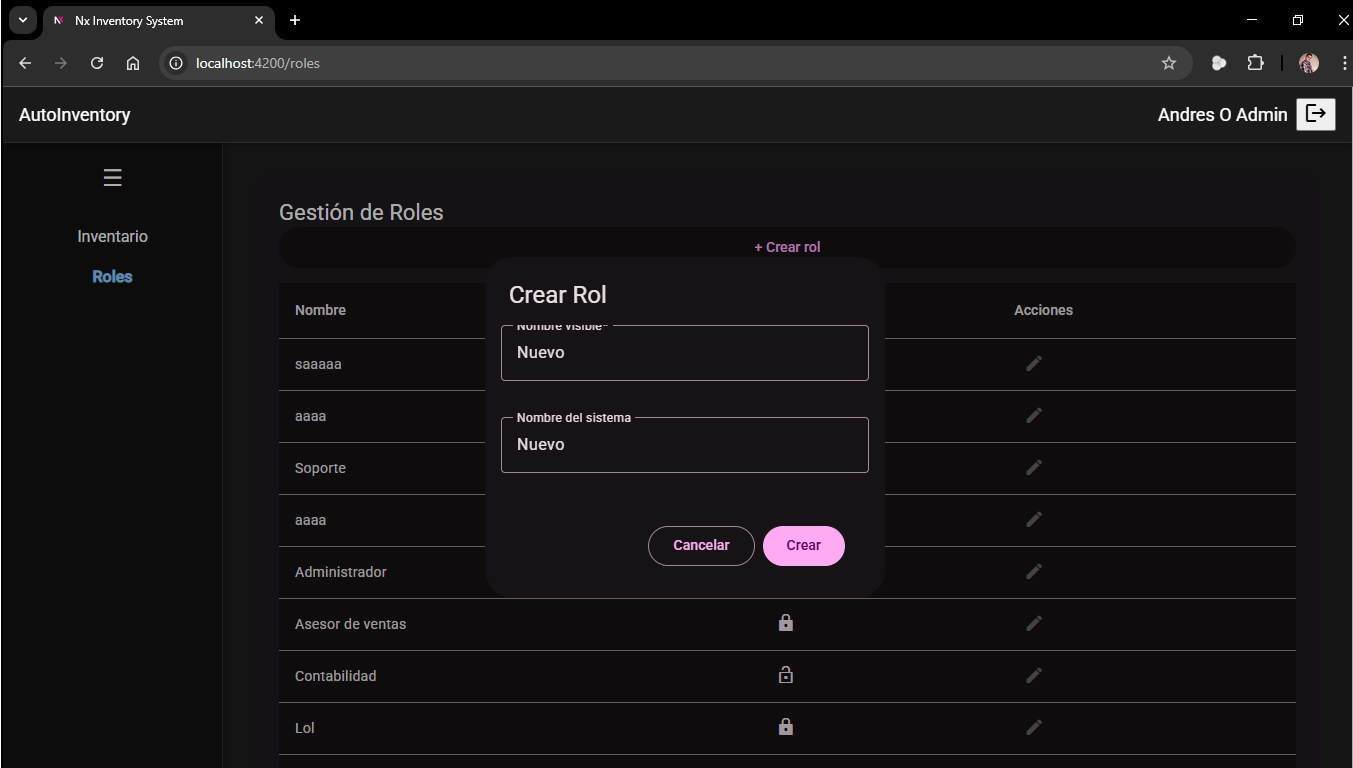 Nx Inventory System
localhost:4200/roles
AutoInventory
Andres O Admin
Inventario
Roles
Gestión de Roles
+ Crear rol
Nombre
Acciones
saaaaa
aaaa
Soporte
aaaa
Administrador
Asesor de ventas
Contabilidad
Lol
Crear Rol
Nombre visible*
Nuevo
Nombre del sistema
Nuevo
Cancelar
Crear